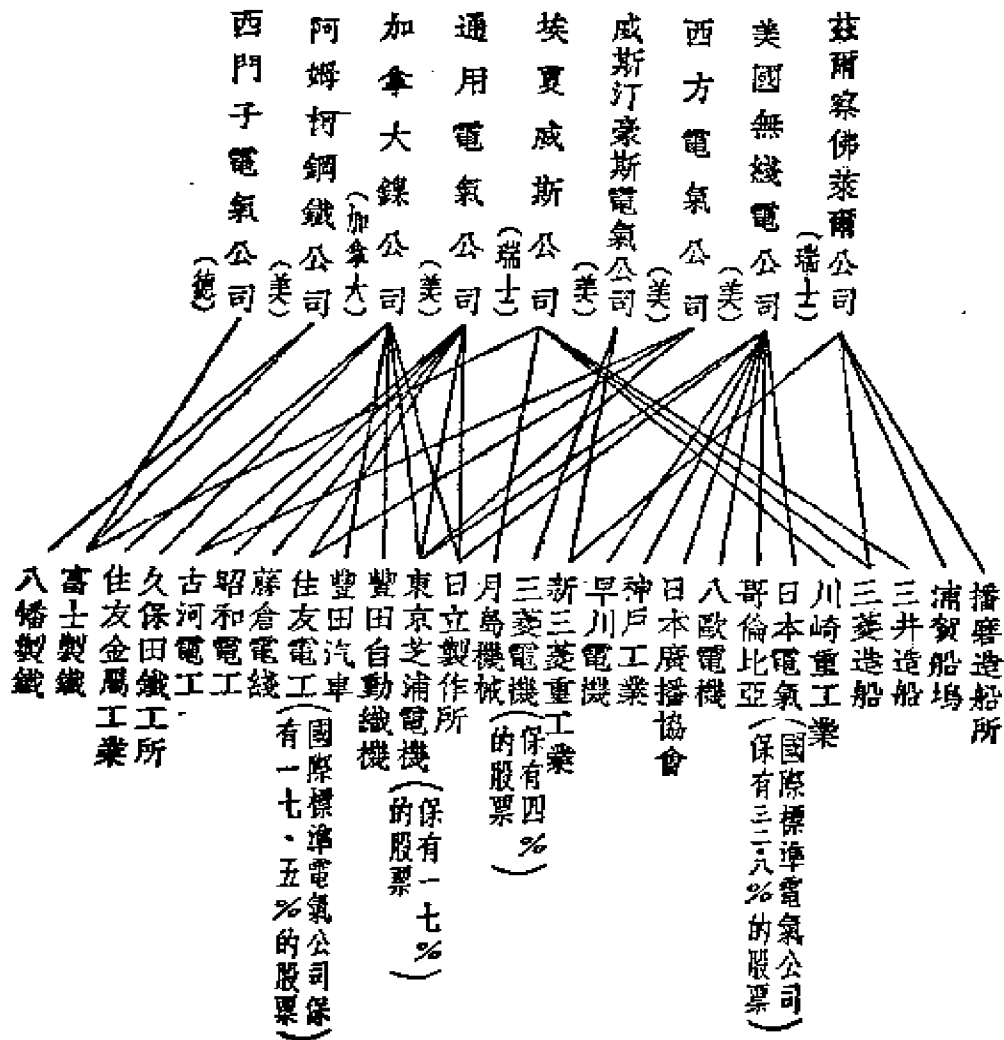 茲爾察佛萊爾公司
(瑞士)
美國無綫電公司
(美)
西方電氣公司
(美)
威斯汀豪斯電氣公司
(美)
埃夏威斯公司
(瑞士)
通用電氣公司
(美)
加拿大鎳公司
(加拿大)
阿姆柯鋼鐵公司
(美)
西門子電氣公司
(德)
播磨造船所
浦賀船塢
三井造船
三菱造船
川崎重工業
日本電氣(國際標準電氣公司
保有三二·八%的股票)
哥倫比亞
八歐電機
日本廣播協會
神戶工業
早川電機
新三菱重工業
三菱電機(保有四%
的股票)
月島機械
日立製作所
東京芝浦電機(保有一七%
的股票)
豐田自動織機
豐田汽車
住友電工(國際標準電氣公司保
有一七·五%的股票)
藤倉電綫
昭和電工
古河電工
久保田鐵工所
住友金屬工業
富士製鐵
八幡製鐵